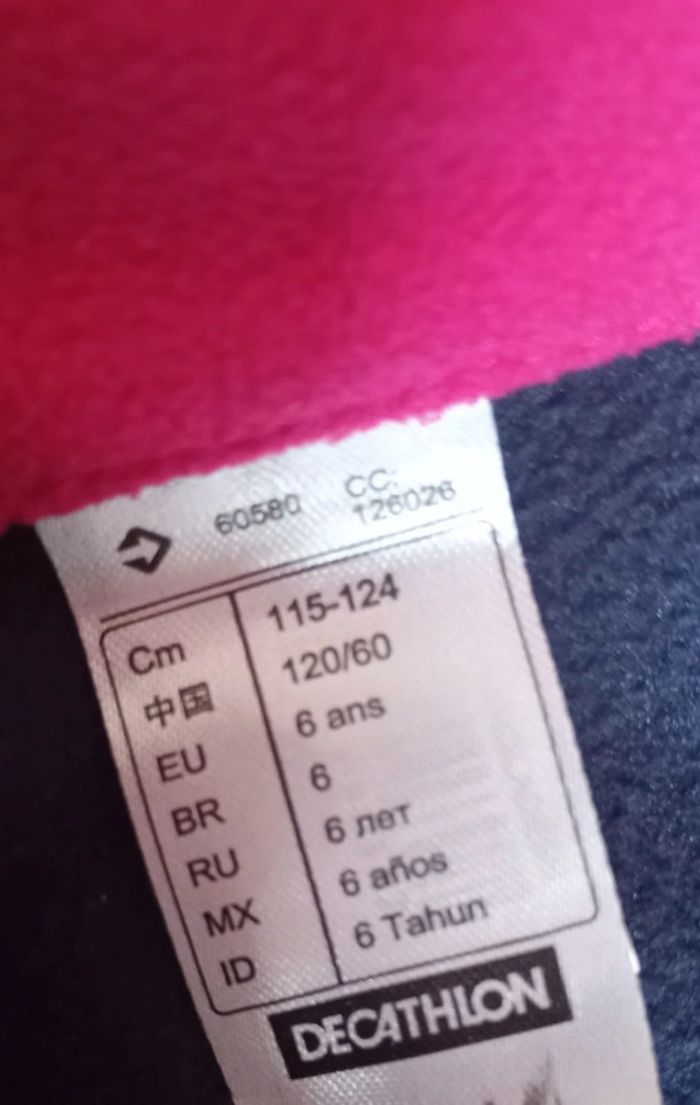 60580 CC: 126026
Cm 115-124
中国 120/60
EU 6 ans
BR 6
RU 6 лет
MX 6 años
ID 6 Tahun
DECATHLON